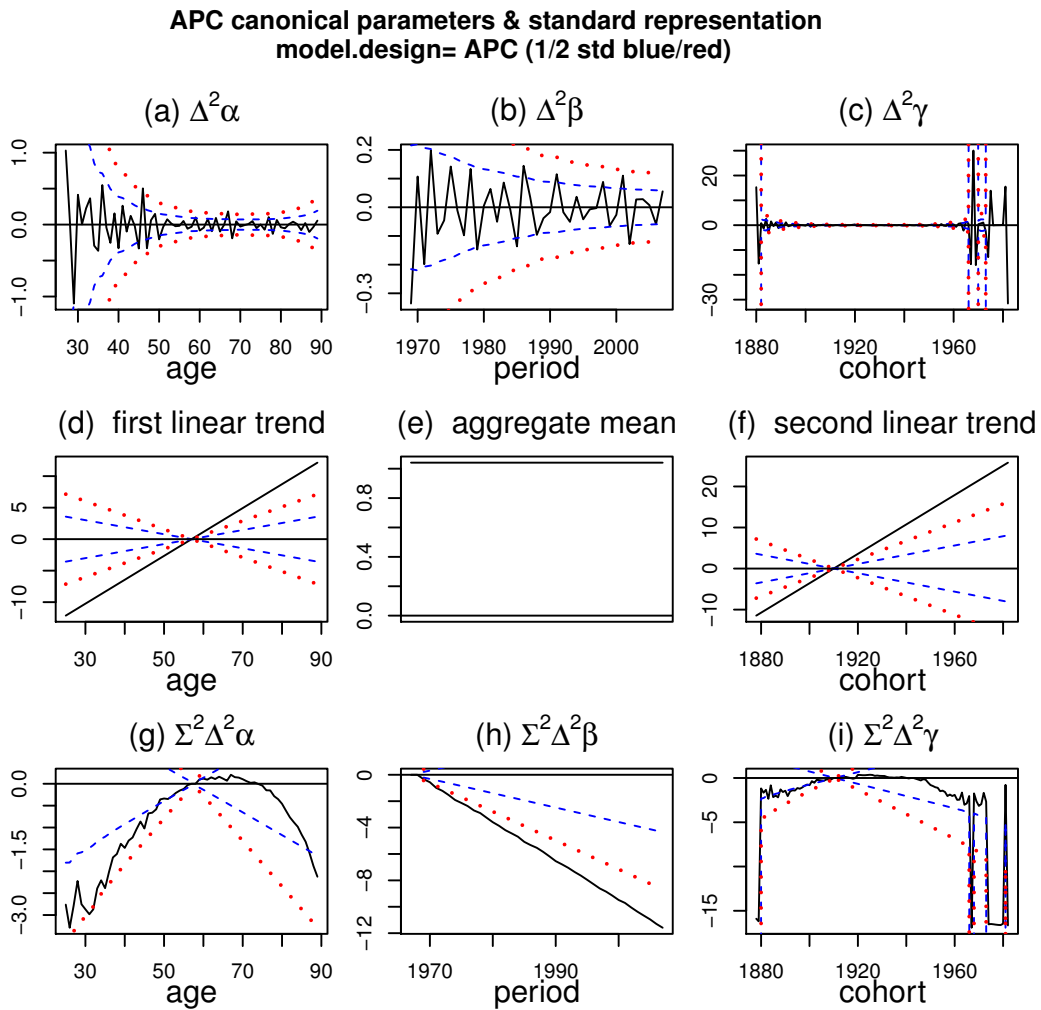 APC canonical parameters & standard representation
model.design= APC (1/2 std blue/red)
(a) Δ²α
1.0
0.0
−1.0
30 40 50 60 70 80 90
age
(b) Δ²β
0.2
0.0
−0.3
1970 1980 1990 2000
period
(c) Δ²γ
20
0
−30
1880 1920 1960
cohort
(d) first linear trend
5
0
−10
30 50 70 90
age
(e) aggregate mean
0.8
0.4
0.0
(f) second linear trend
20
10
0
−10
1880 1920 1960
cohort
(g) Σ²Δ²α
0.0
−1.5
−3.0
30 50 70 90
age
(h) Σ²Δ²β
0
−4
−8
−12
1970 1990
period
(i) Σ²Δ²γ
0
−5
−15
1880 1920 1960
cohort